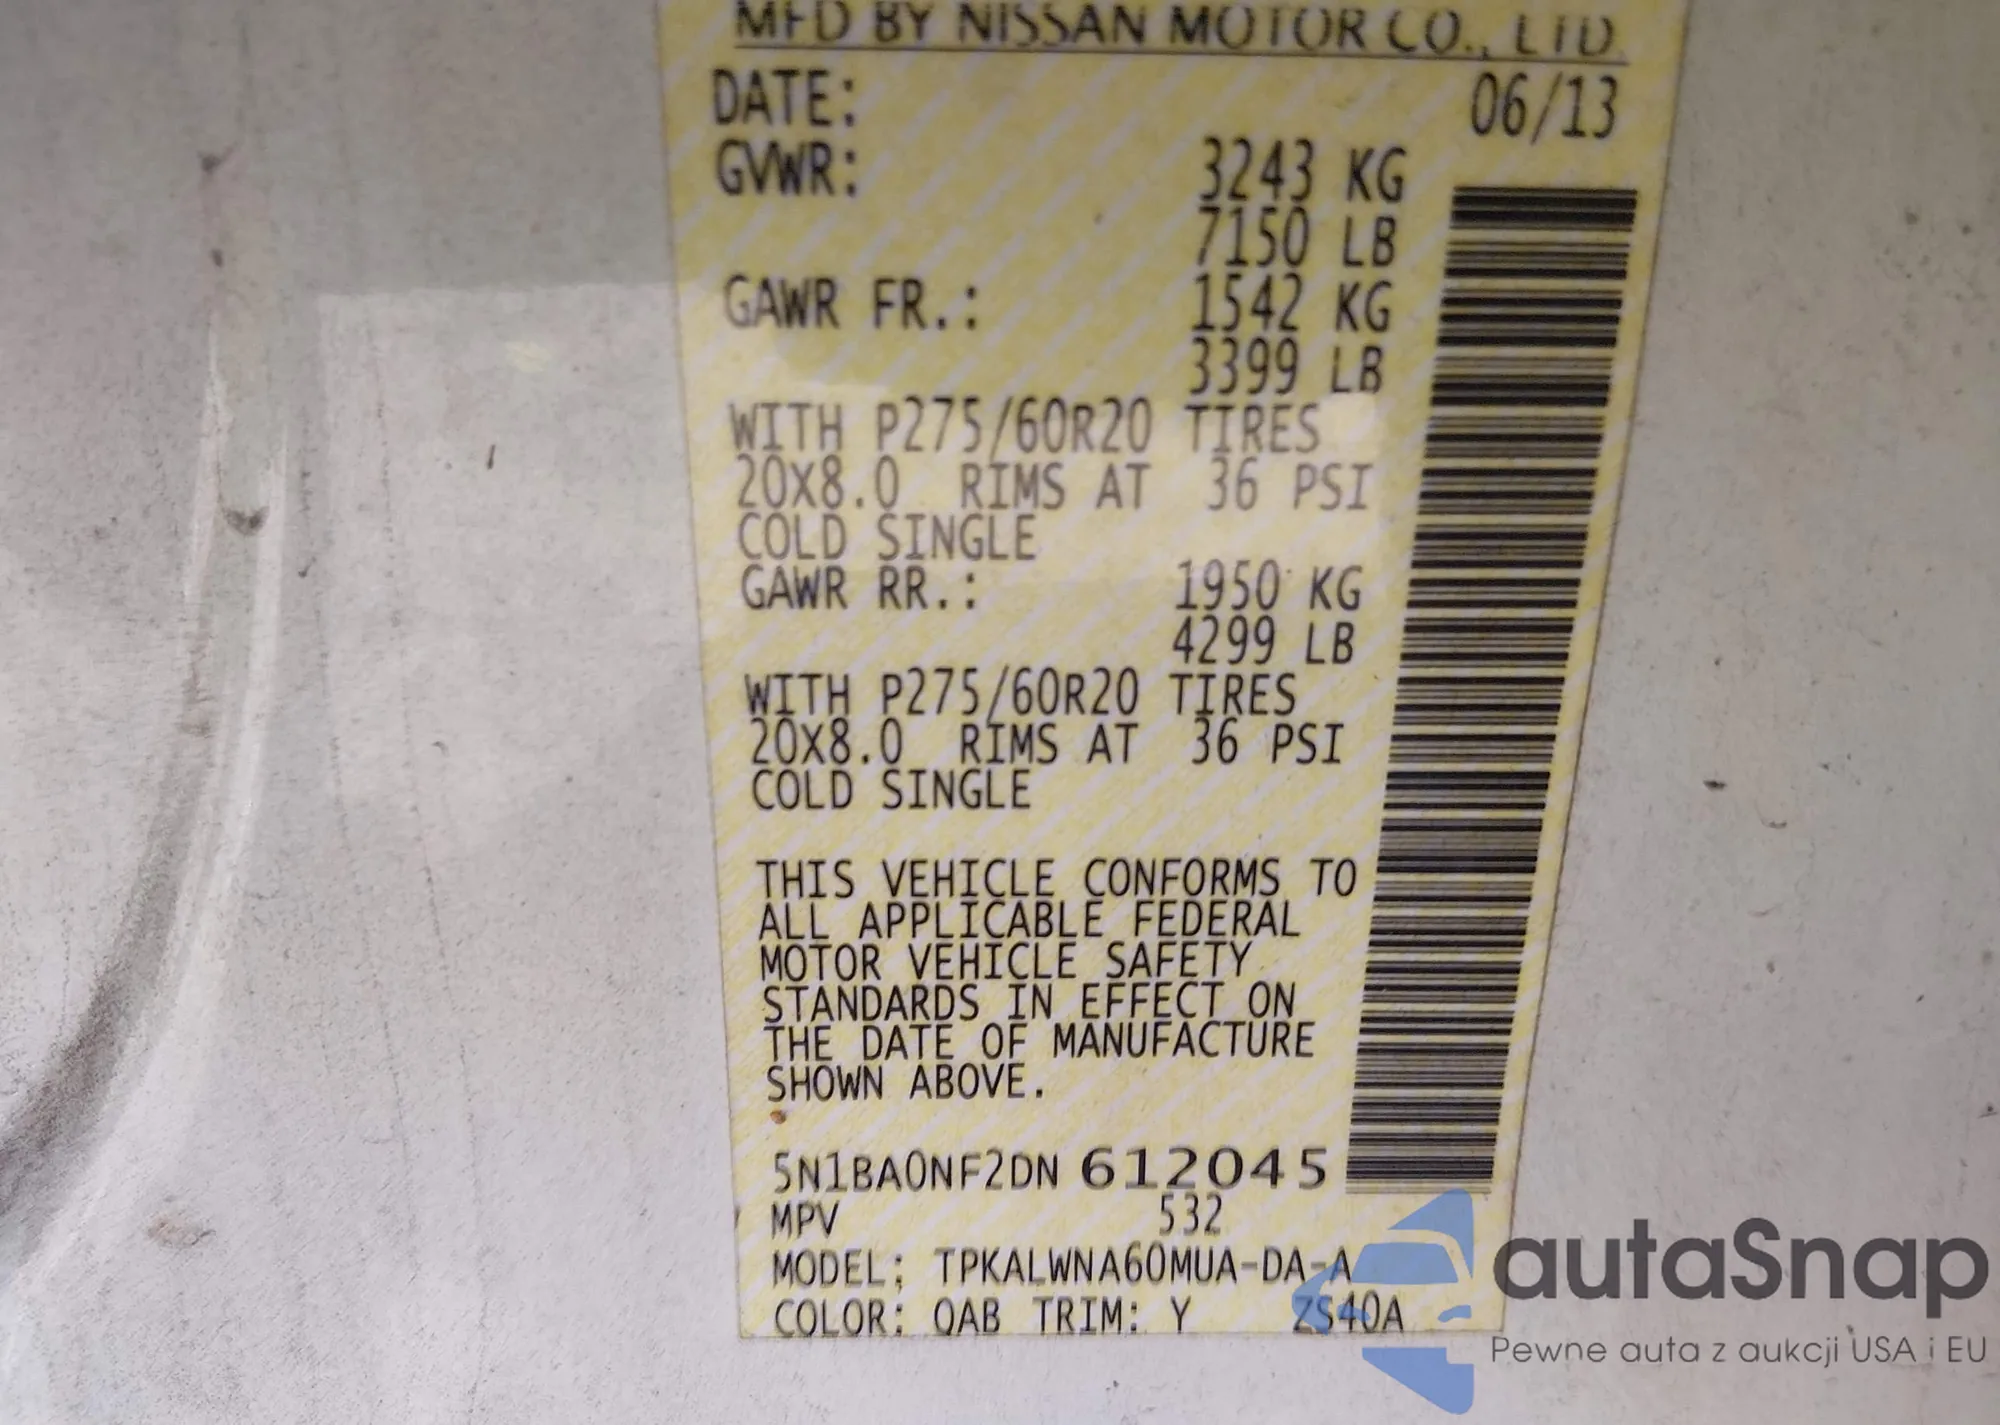 MFD BY NISSAN MOTOR CO., LTD.
DATE: 06/13
GVWR: 3243 KG
7150 LB
GAWR FR.: 1542 KG
3399 LB
WITH P275/60R20 TIRES
20X8.0 RIMS AT 36 PSI
COLD SINGLE
GAWR RR.: 1950 KG
4299 LB
WITH P275/60R20 TIRES
20X8.0 RIMS AT 36 PSI
COLD SINGLE
THIS VEHICLE CONFORMS TO
ALL APPLICABLE FEDERAL
MOTOR VEHICLE SAFETY
STANDARDS IN EFFECT ON
THE DATE OF MANUFACTURE
SHOWN ABOVE.
5N1BA0NF2DN 612045
MPV 532
MODEL: TPKALWNA60MUA-DA-A
COLOR: QAB TRIM: Y ZS40A
autaSnap
Pewne auta z aukcji USA i EU